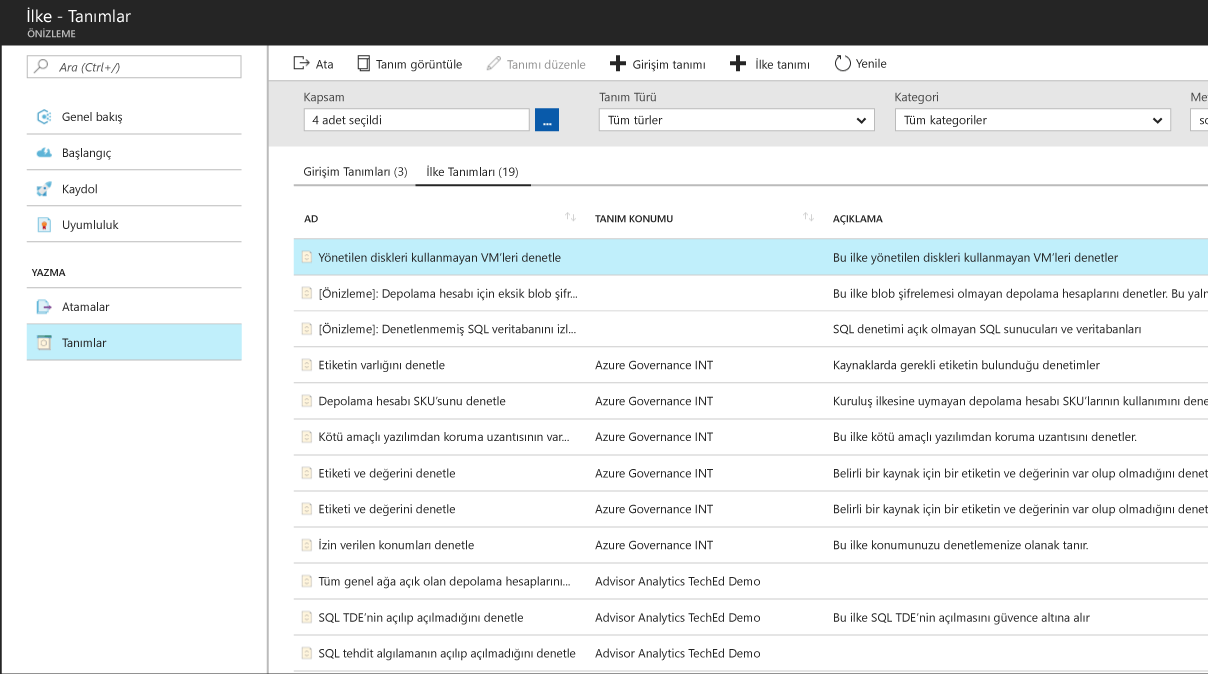 İlke - Tanımlar
ÖNİZLEME
Ara (Ctrl+/)
Genel bakış
Başlangıç
Kaydol
Uyumluluk
YAZMA
Atamalar
Tanımlar
Ata Tanım görüntüle Tanımı düzenle Girişim tanımı İlke tanımı Yenile
Kapsam Tanım Türü Kategori
4 adet seçildi ... Tüm türler Tüm kategoriler
Girişim Tanımları (3) İlke Tanımları (19)
AD TANIM KONUMU AÇIKLAMA
Yönetilen diskleri kullanmayan VM'leri denetle Bu ilke yönetilen diskleri kullanmayan VM'leri denetler
[Önizleme]: Depolama hesabı için eksik blob şifr... Bu ilke blob şifrelemesi olmayan depolama hesaplarını denetler. Bu
[Önizleme]: Denetlenmemiş SQL veritabanını izl... SQL denetimi açık olmayan SQL sunucuları ve veritabanları
Etiketin varlığını denetle Azure Governance INT Kaynaklarda gerekli etiketin bulunduğu denetimler
Depolama hesabı SKU'sunu denetle Azure Governance INT Kuruluş ilkesine uymayan depolama hesabı SKU'larının kullanımını
Kötü amaçlı yazılımdan koruma uzantısının var... Azure Governance INT Bu ilke kötü amaçlı yazılımdan koruma uzantısını denetler.
Etiketi ve değerini denetle Azure Governance INT Belirli bir kaynak için bir etiketin ve değerinin var olup olmadığını
Etiketi ve değerini denetle Azure Governance INT Belirli bir kaynak için bir etiketin ve değerinin var olup olmadığını
İzin verilen konumları denetle Azure Governance INT Bu ilke konumunuzu denetlemenize olanak tanır.
Tüm genel ağa açık olan depolama hesaplarını... Advisor Analytics TechEd Demo
SQL TDE'nin açılıp açılmadığını denetle Advisor Analytics TechEd Demo Bu ilke SQL TDE'nin açılmasını güvence altına alır
SQL tehdit algılamanın açılıp açılmadığını denetle Advisor Analytics TechEd Demo